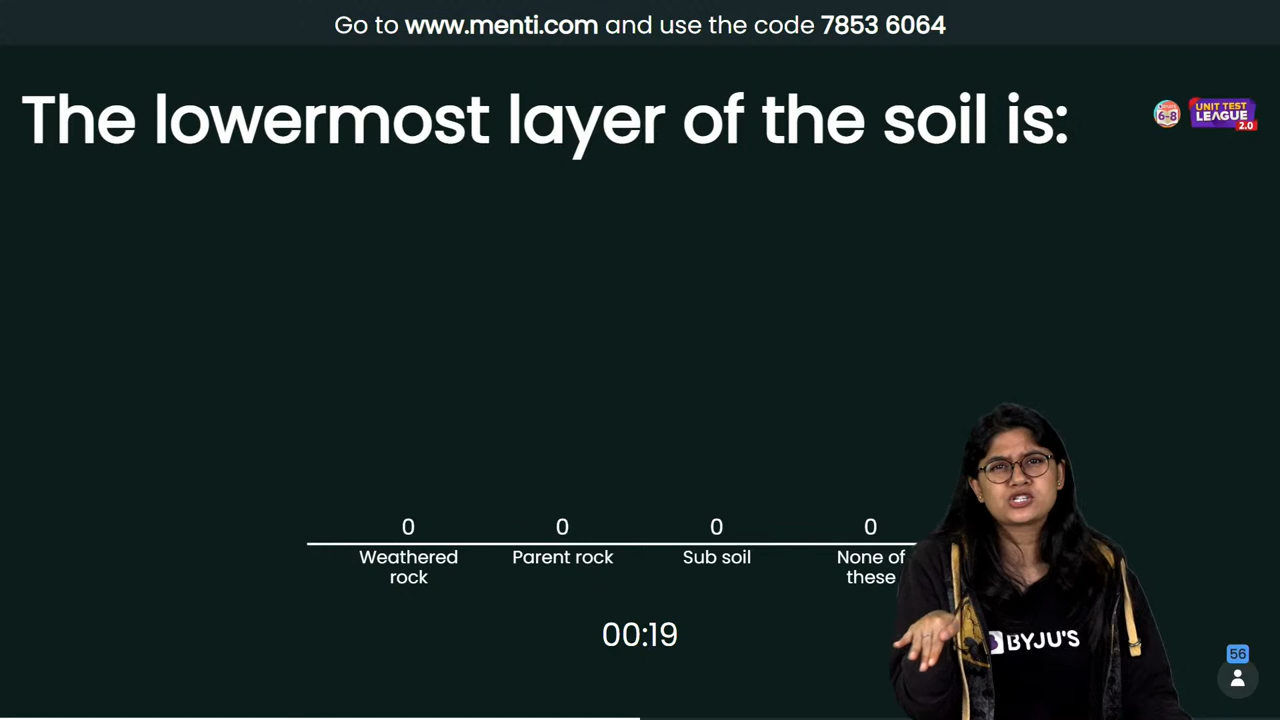 Go to www.menti.com and use the code 7853 6064
The lowermost layer of the soil is:
6-8
UNIT TEST
LEAGUE
2.0
0 0 0 0
Weathered
rock
Parent rock
Sub soil
None of
these
00:19
BYJU'S
56